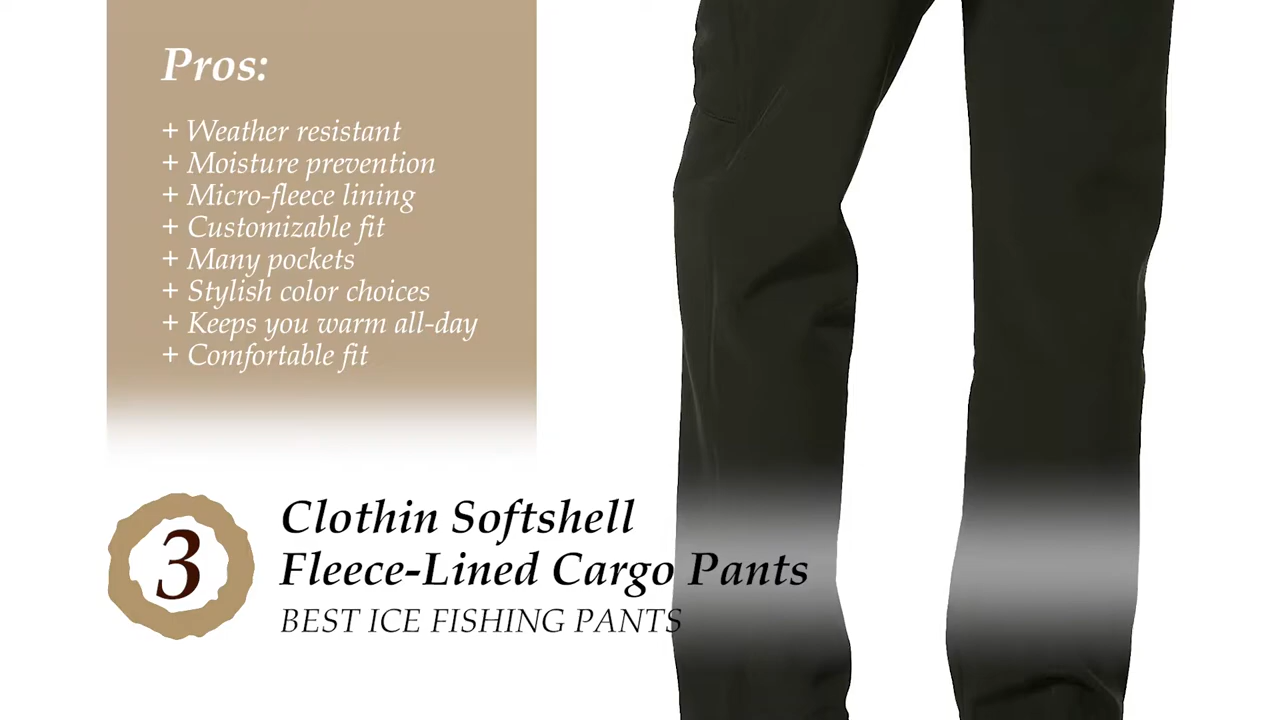 Pros:
+ Weather resistant
+ Moisture prevention
+ Micro-fleece lining
+ Customizable fit
+ Many pockets
+ Stylish color choices
+ Keeps you warm all-day
+ Comfortable fit
3
Clothin Softshell
Fleece-Lined Cargo Pants
BEST ICE FISHING PANTS